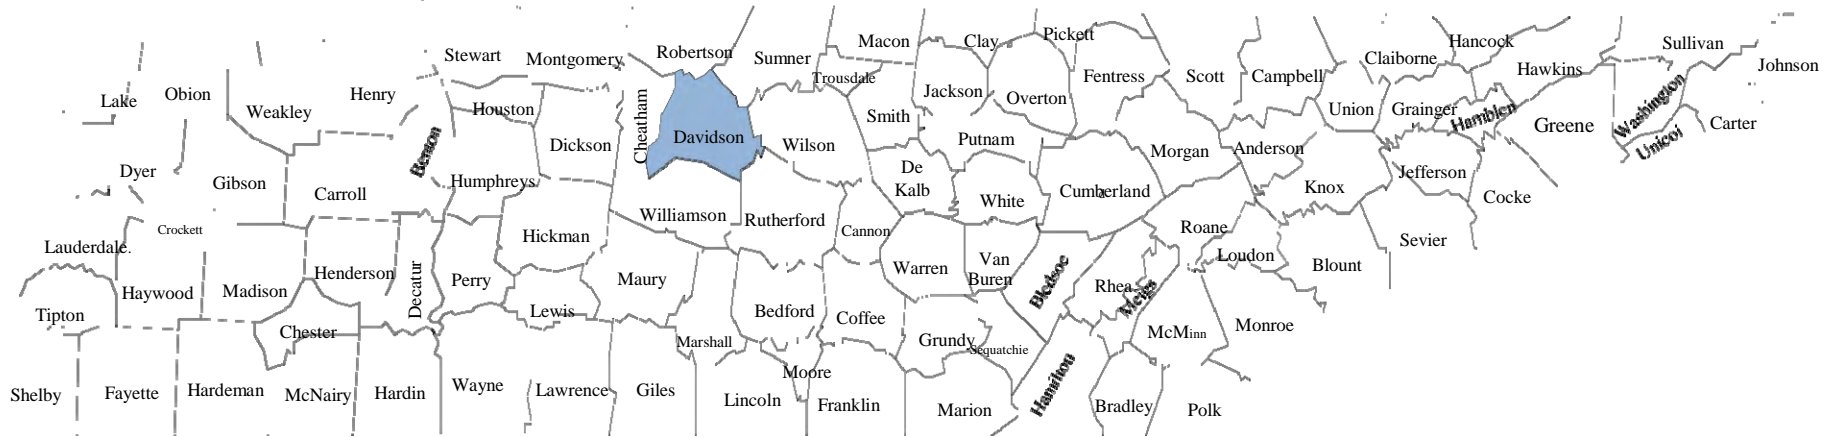 Lake
Obion
Weakley
Henry
Stewart
Montgomery
Robertson
Sumner
Macon
Clay
Pickett
Trousdale
Fentress
Scott
Campbell
Claiborne
Hancock
Hawkins
Sullivan
Johnson
Houston
Dickson
Cheatham
Davidson
Wilson
Smith
Jackson
Overton
Putnam
Morgan
Anderson
Union
Grainger
Hamblen
Greene
Washington
Unicoi
Carter
Dyer
Gibson
Carroll
Benton
Humphreys
De
Kalb
White
Cumberland
Knox
Jefferson
Cocke
Crockett
Lauderdale.
Hickman
Williamson
Rutherford
Cannon
Roane
Loudon
Sevier
Blount
Haywood
Madison
Henderson
Decatur
Perry
Lewis
Maury
Bedford
Coffee
Warren
Van
Buren
Bledsoe
Rhea
Meigs
McMinn
Monroe
Tipton
Chester
Marshall
Moore
Grundy
Sequatchie
Hamilton
Shelby
Fayette
Hardeman
McNairy
Hardin
Wayne
Lawrence
Giles
Lincoln
Franklin
Marion
Bradley
Polk